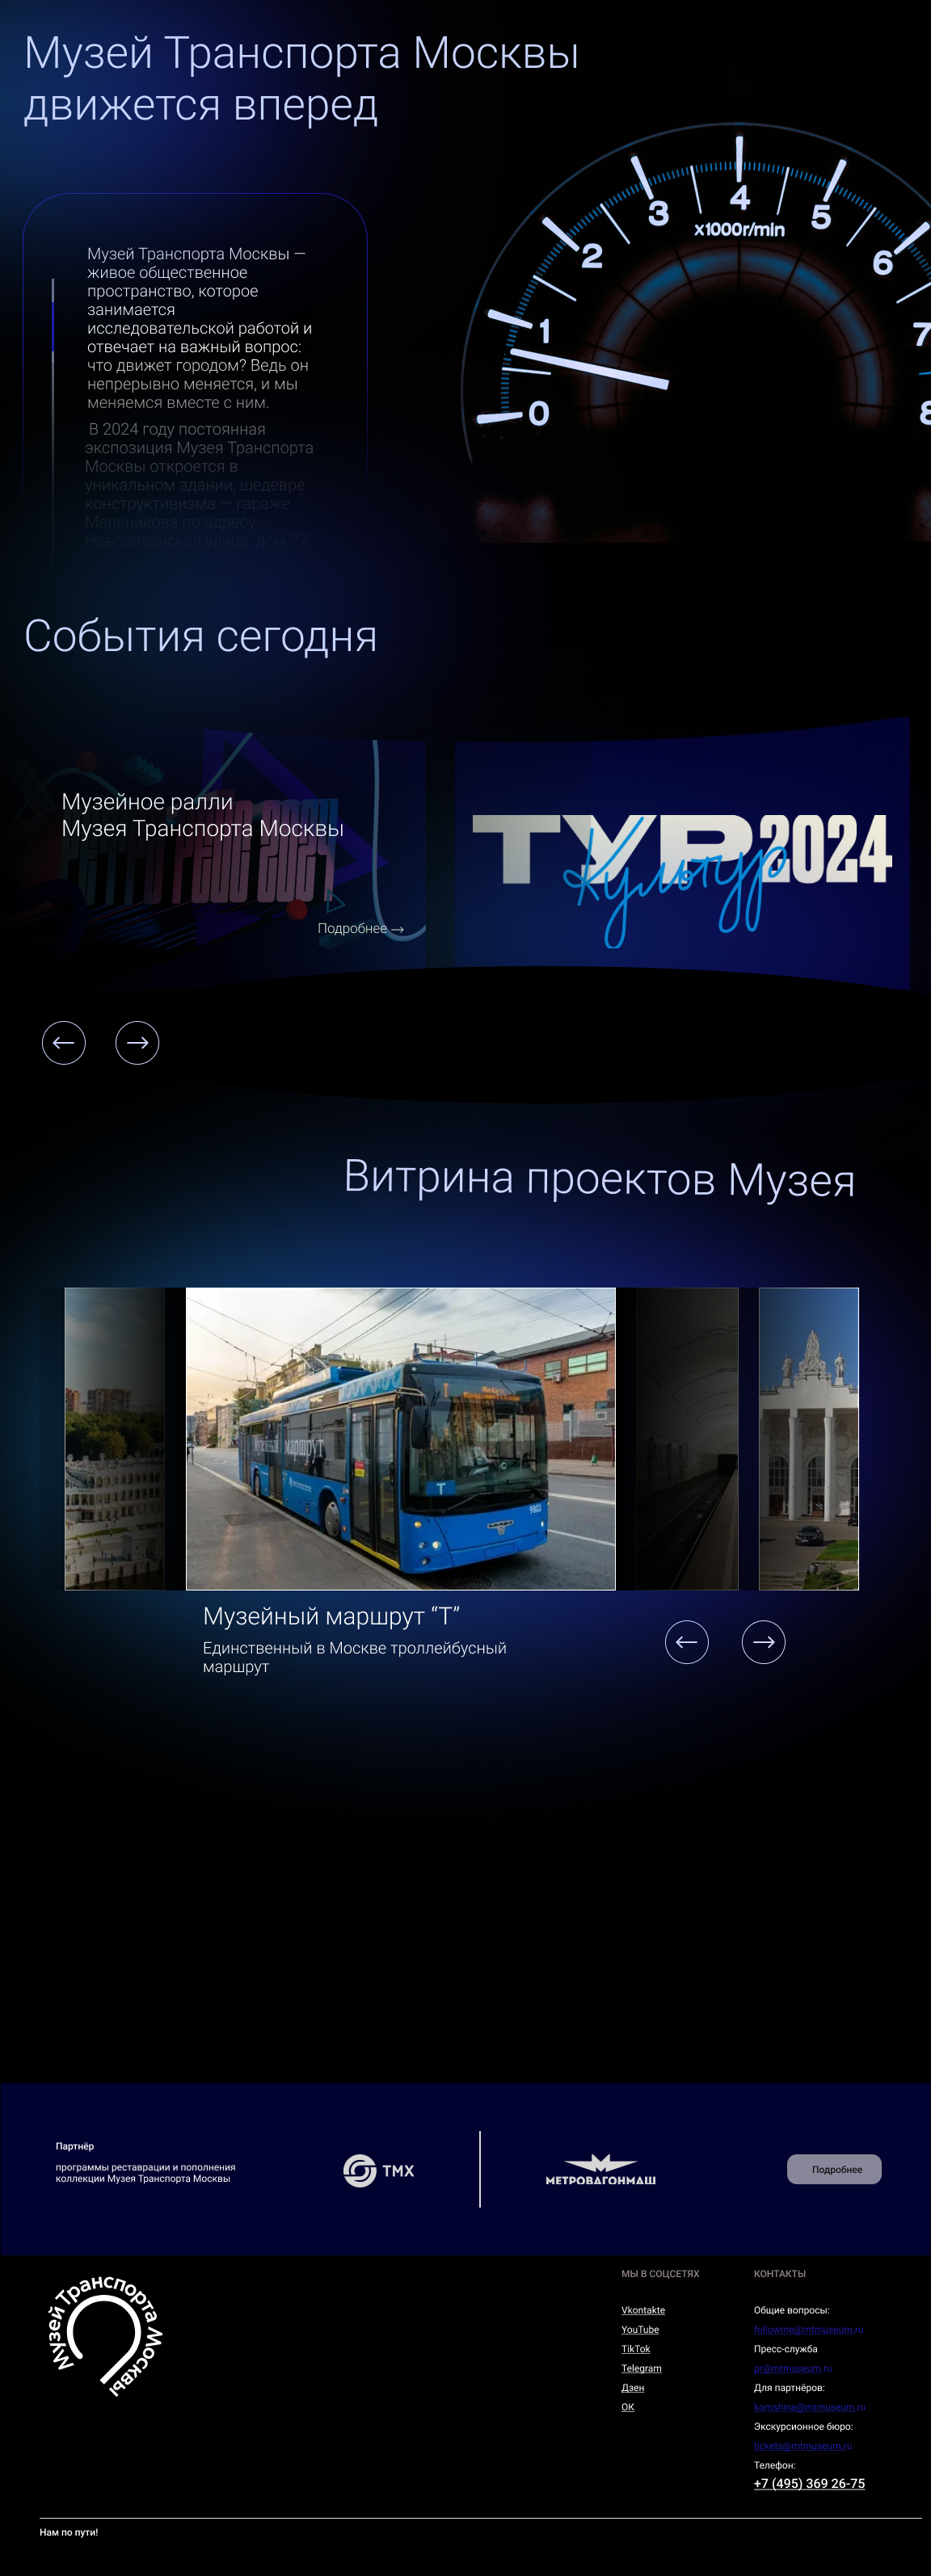 Музей Транспорта Москвы
движется вперед
Музей Транспорта Москвы —
живое общественное
пространство, которое
занимается
исследовательской работой и
отвечает на важный вопрос:
что движет городом? Ведь он
непрерывно меняется, и мы
меняемся вместе с ним.
В 2024 году постоянная
экспозиция Музея Транспорта
Москвы откроется в
уникальном здании, шедевре
конструктивизма — гараже
Мельникова по адресу
Новорязанская улица, дом 27
0
1
2
3
4
5
6
7
8
x1000r/min
События сегодня
Музейное ралли
Музея Транспорта Москвы
Подробнее →
ТУР 2024
Культур
Витрина проектов Музея
музейный маршрут
Т
9803
Музейный маршрут “Т”
Единственный в Москве троллейбусный
маршрут
Партнёр
программы реставрации и пополнения
коллекции Музея Транспорта Москвы
ТМХ
МЕТРОВАГОНМАШ
Подробнее
Музей Транспорта Москвы
МЫ В СОЦСЕТЯХ
Vkontakte
YouTube
TikTok
Telegram
Дзен
OK
КОНТАКТЫ
Общие вопросы:
followme@mtmuseum.ru
Пресс-служба
pr@mtmuseum.ru
Для партнёров:
komshina@mtmuseum.ru
Экскурсионное бюро:
tickets@mtmuseum.ru
Телефон:
+7 (495) 369 26-75
Нам по пути!